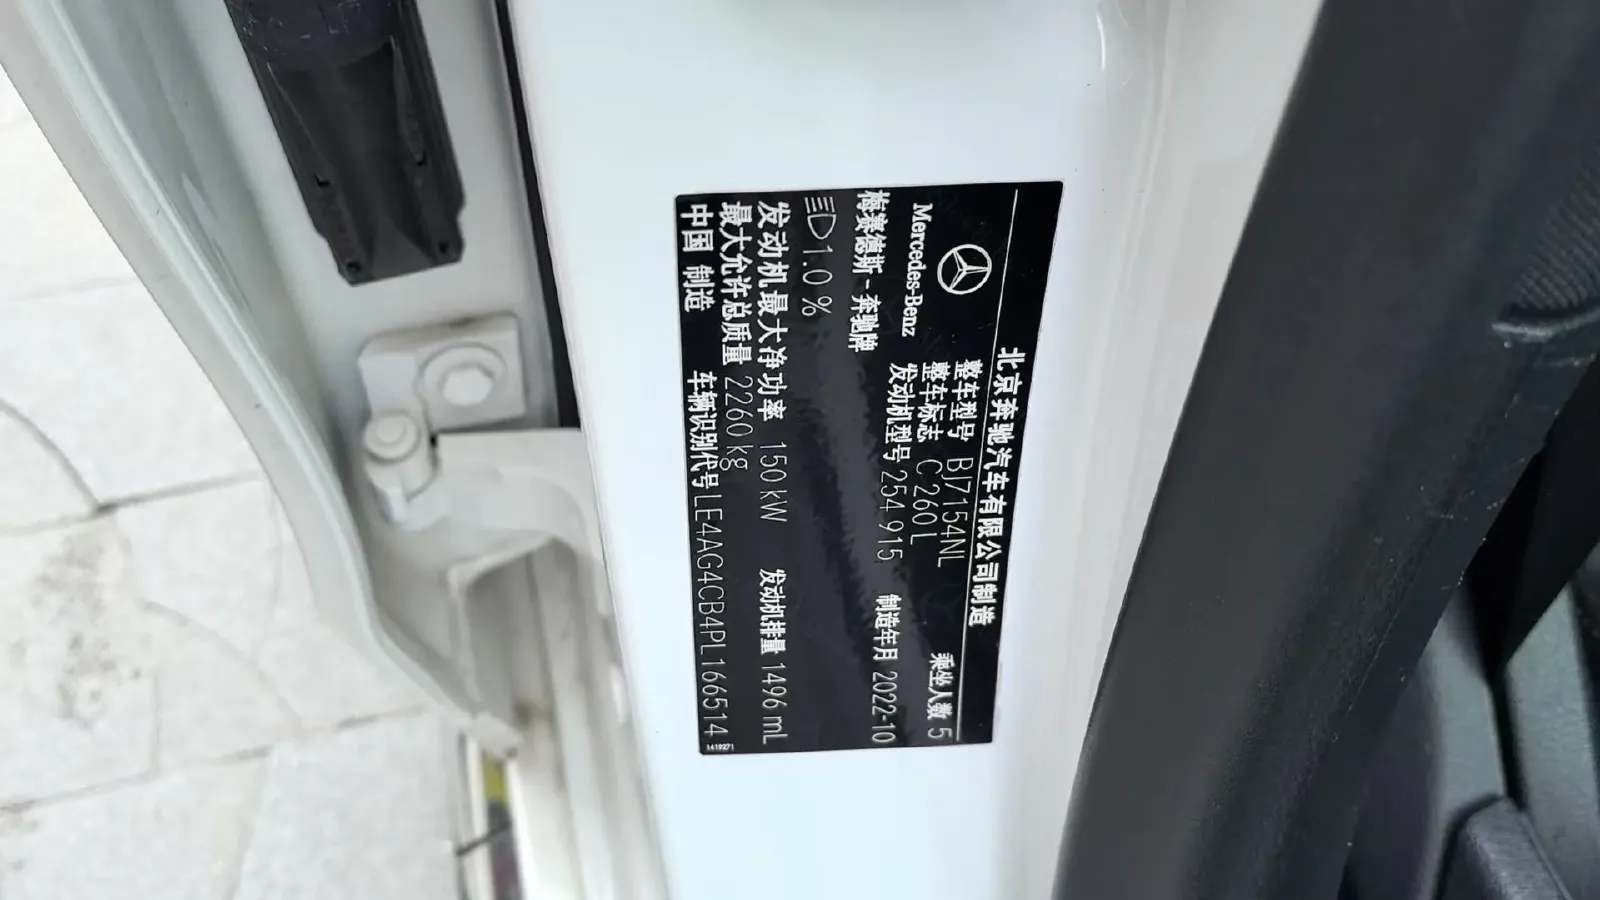 北京奔驰汽车有限公司制造
Mercedes-Benz
梅赛德斯-奔驰牌
整车型号 BJ7154NL
整车标志 C 260 L
乘坐人数 5
发动机型号 254 915
制造年月 2022-10
1.0 %
发动机最大净功率 150 kW
发动机排量 1496 mL
最大允许总质量 2260 kg
中国 制造
车辆识别代号 LE4AG4CB4PL166514
1419271